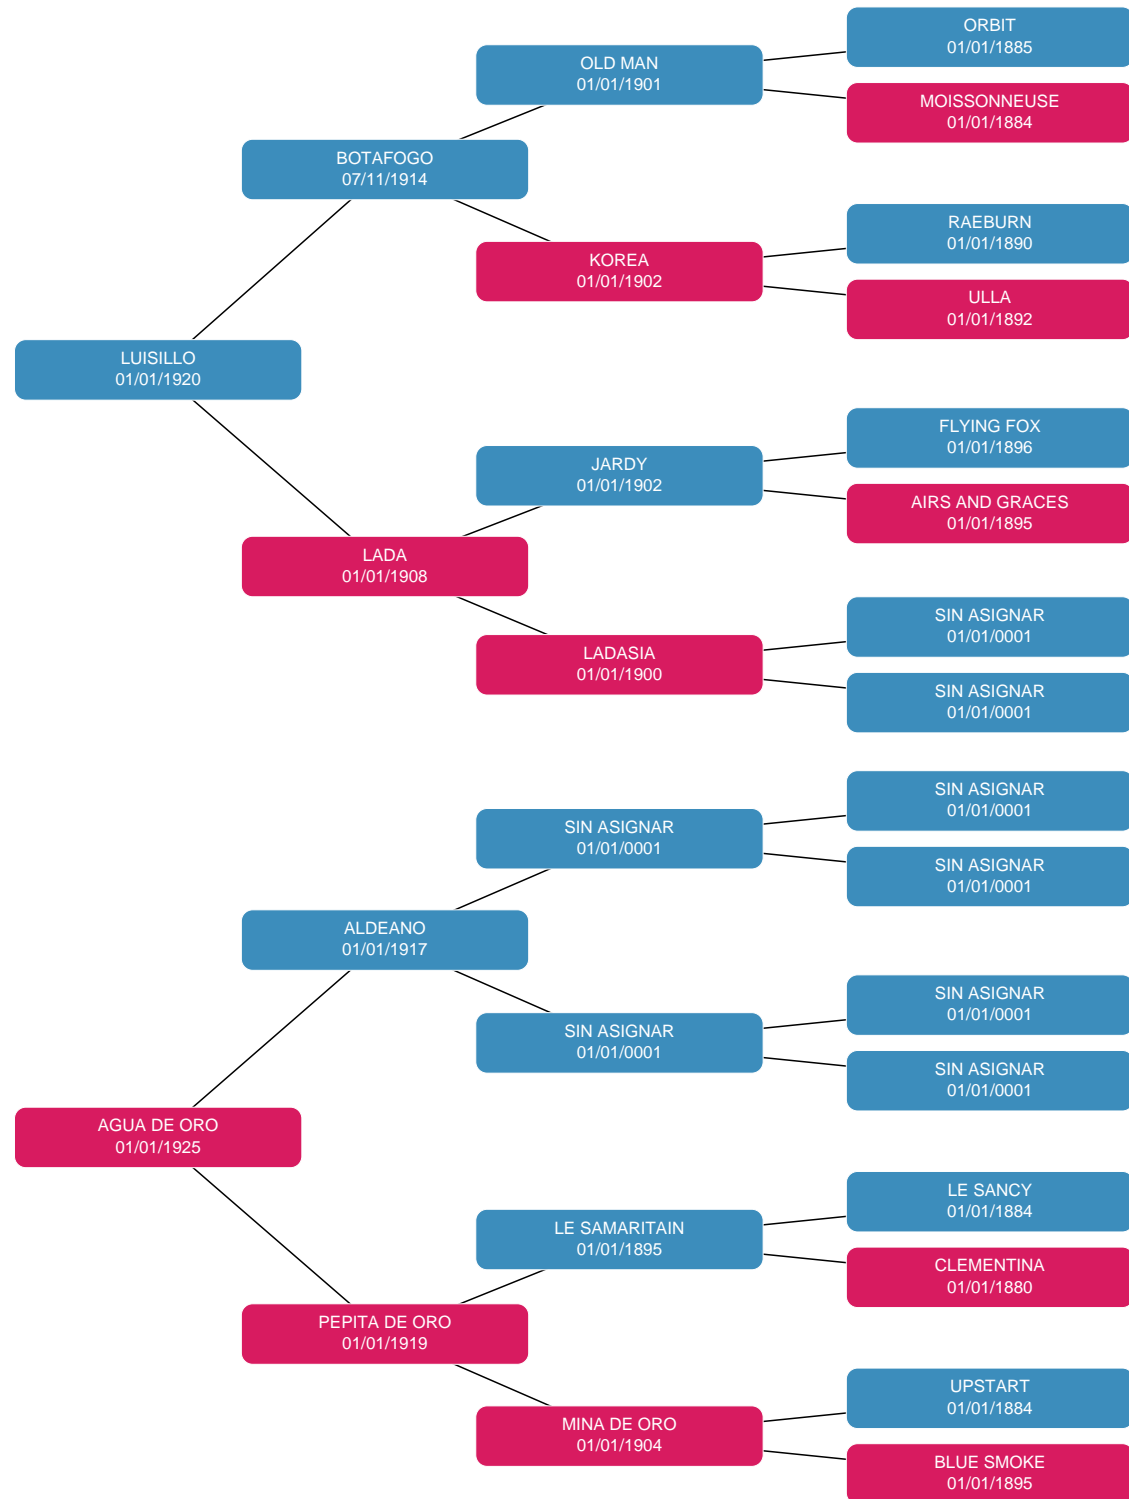 ORBIT
01/01/1885
OLD MAN
01/01/1901
MOISSONNEUSE
01/01/1884
BOTAFOGO
07/11/1914
RAEBURN
01/01/1890
KOREA
01/01/1902
ULLA
01/01/1892
LUISILLO
01/01/1920
FLYING FOX
01/01/1896
JARDY
01/01/1902
AIRS AND GRACES
01/01/1895
LADA
01/01/1908
SIN ASIGNAR
01/01/0001
LADASIA
01/01/1900
SIN ASIGNAR
01/01/0001
SIN ASIGNAR
01/01/0001
SIN ASIGNAR
01/01/0001
SIN ASIGNAR
01/01/0001
ALDEANO
01/01/1917
SIN ASIGNAR
01/01/0001
SIN ASIGNAR
01/01/0001
SIN ASIGNAR
01/01/0001
AGUA DE ORO
01/01/1925
LE SANCY
01/01/1884
LE SAMARITAIN
01/01/1895
CLEMENTINA
01/01/1880
PEPITA DE ORO
01/01/1919
UPSTART
01/01/1884
MINA DE ORO
01/01/1904
BLUE SMOKE
01/01/1895